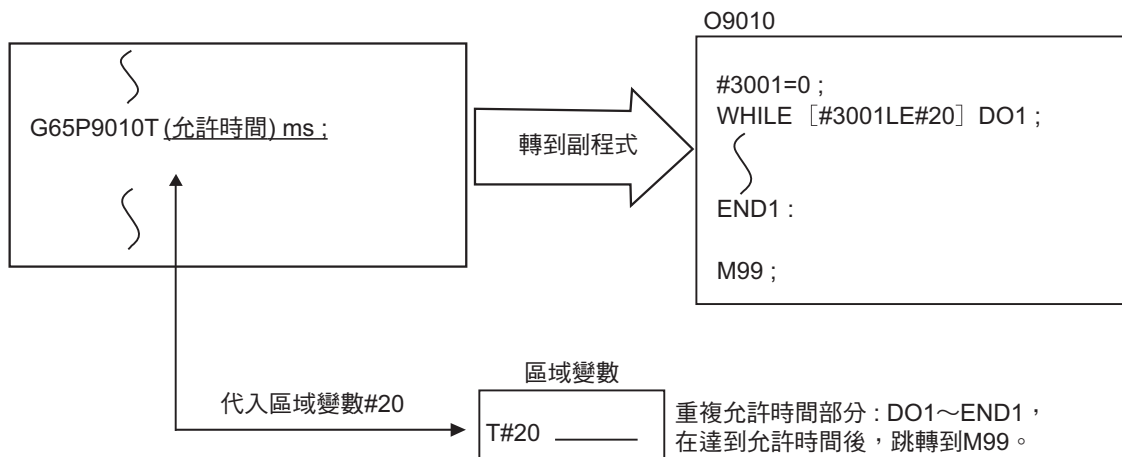 O9010
G65P9010T (允許時間) ms ;
轉到副程式
#3001=0 ;
WHILE [#3001LE#20] DO1 ;
END1 :
M99 ;
區域變數
代入區域變數#20
T#20
重複允許時間部分 : DO1～END1，
在達到允許時間後，跳轉到M99。